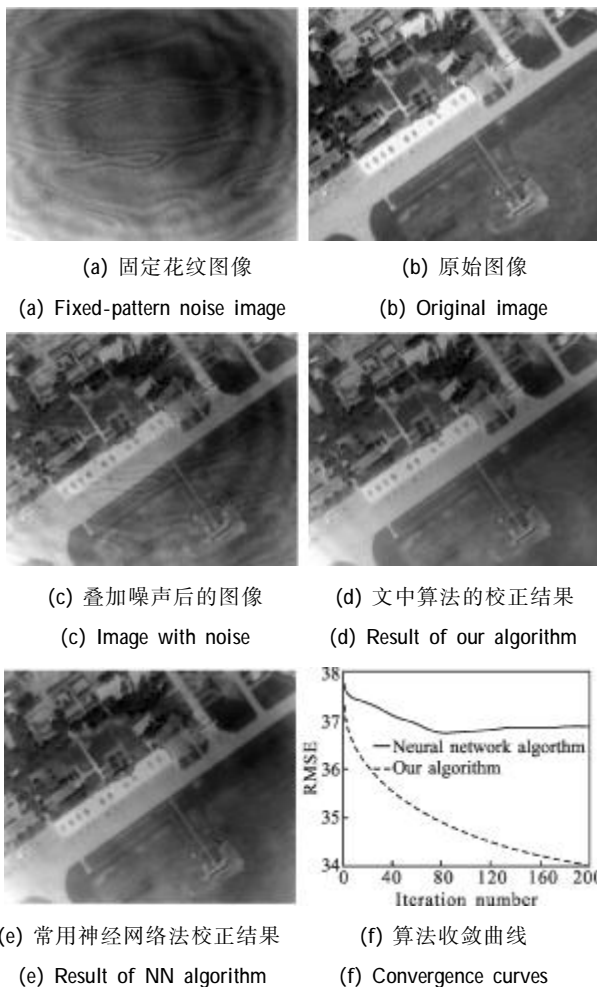 (a) 固定花纹图像
(b) 原始图像
(a) Fixed-pattern noise image
(b) Original image
(c) 叠加噪声后的图像
(d) 文中算法的校正结果
(c) Image with noise
(d) Result of our algorithm
38
37
36
35
34
RMSE
Neural network algorthm
Our algorithm
0 40 80 120 160 200
Iteration number
(e) 常用神经网络法校正结果
(f) 算法收敛曲线
(e) Result of NN algorithm
(f) Convergence curves